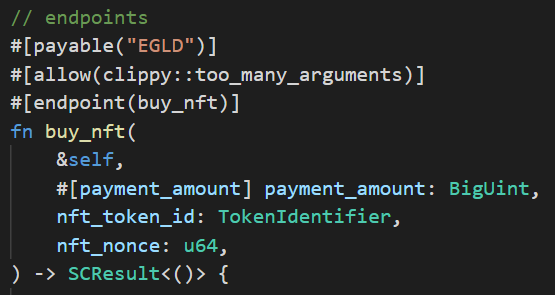 // endpoints
#[payable("EGLD")]
#[allow(clippy::too_many_arguments)]
#[endpoint(buy_nft)]
fn buy_nft(
    &self,
    #[payment_amount] payment_amount: BigUint,
    nft_token_id: TokenIdentifier,
    nft_nonce: u64,
) -> SCResult<()> {